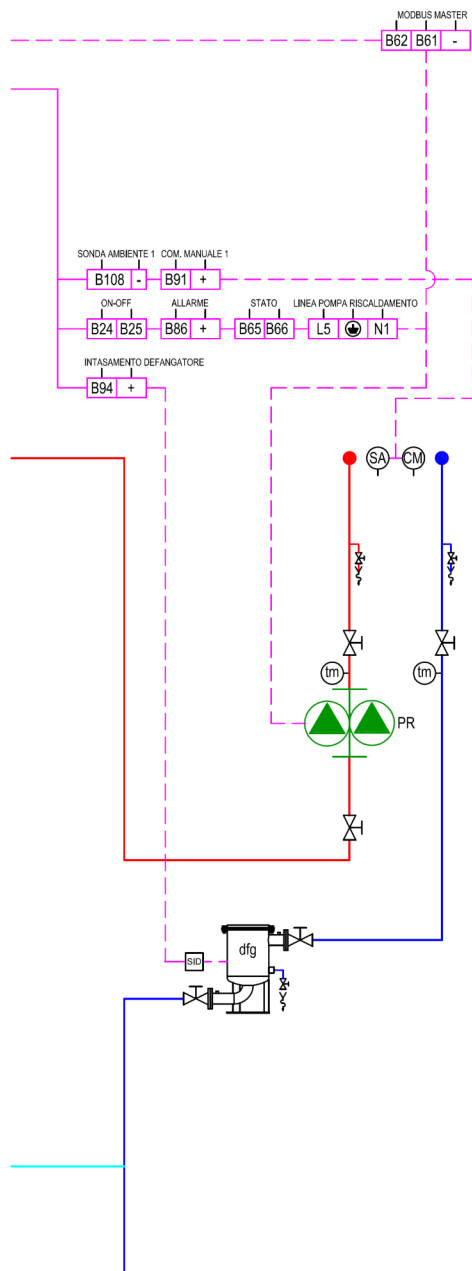 MODBUS MASTER
B62 B61 -
SONDA AMBIENTE 1 COM. MANUALE 1
B108 - B91 +
ON-OFF ALLARME STATO LINEA POMPA RISCALDAMENTO
B24 B25 B86 + B65 B66 L5 N1
INTASAMENTO DEFANGATORE
B94 +
SA CM
tm tm
PR
dfg
SID